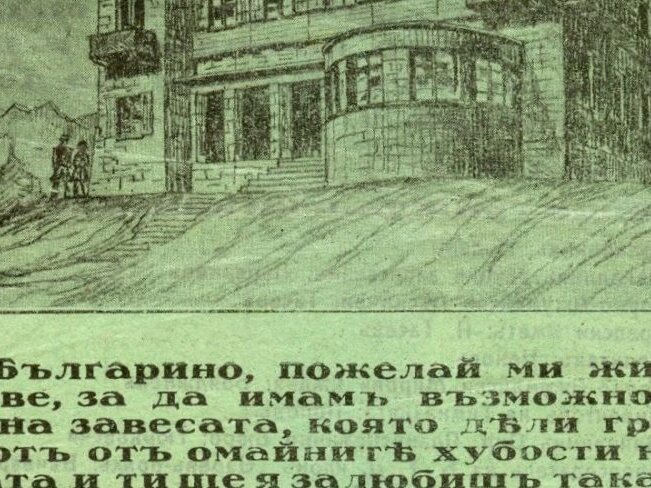 Българино, пожелай ми жи
ве, за да имамъ възможно
на завесата, която дѣли гр
отъ отъ омайнитѣ хубости н
ата и ти ще я залюбишъ така